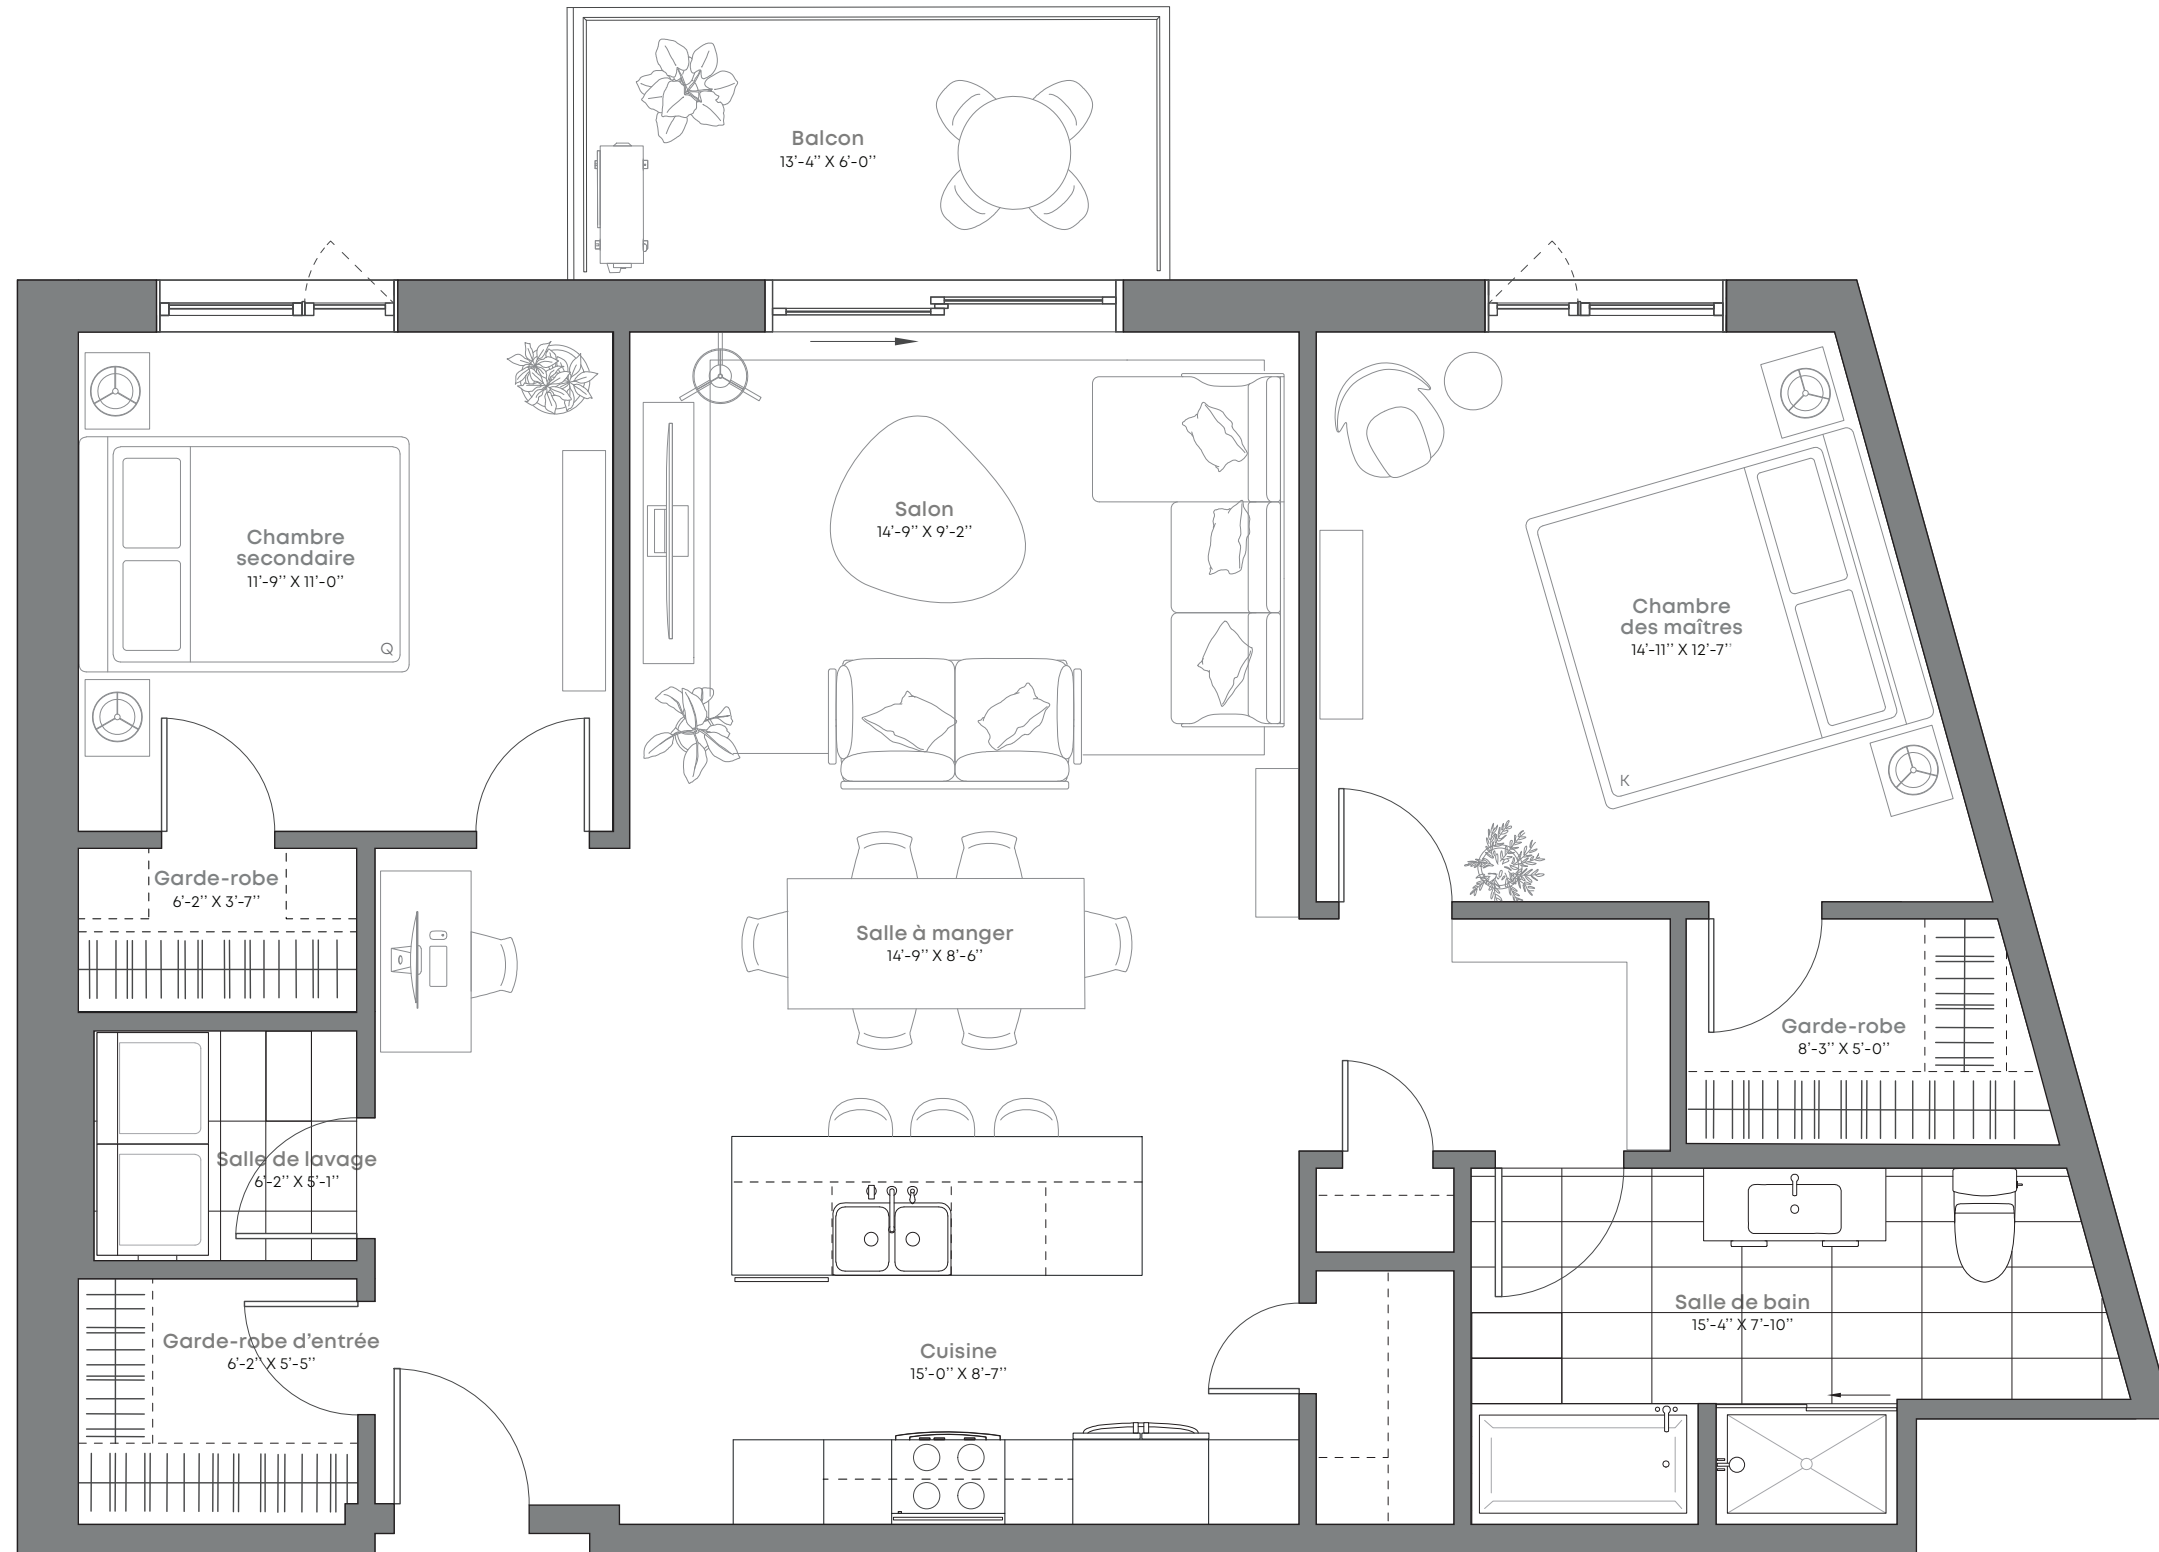 Balcon
13'-4'' X 6'-0''
Salon
14'-9'' X 9'-2''
Chambre
secondaire
11'-9'' X 11'-0''
Q
Chambre
des maîtres
14'-11'' X 12'-7''
K
Garde-robe
6'-2'' X 3'-7''
Salle à manger
14'-9'' X 8'-6''
Garde-robe
8'-3'' X 5'-0''
Salle de lavage
6'-2'' X 5'-1''
Salle de bain
15'-4'' X 7'-10''
Garde-robe d'entrée
6'-2'' X 5'-5''
Cuisine
15'-0'' X 8'-7''